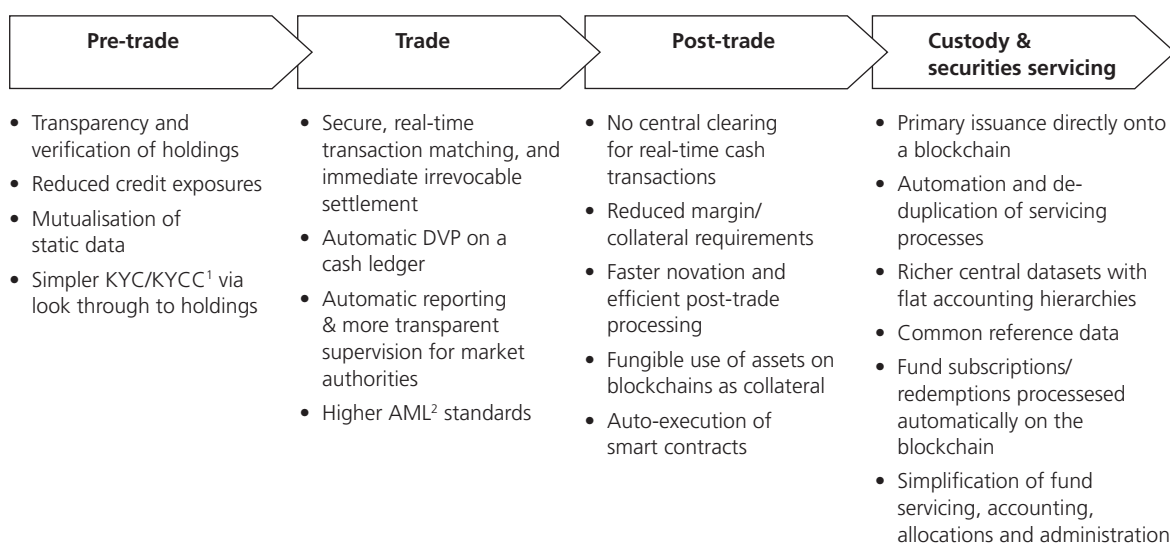 Pre-trade
• Transparency and
verification of holdings
• Reduced credit exposures
• Mutualisation of
static data
• Simpler KYC/KYCC¹ via
look through to holdings
Trade
• Secure, real-time
transaction matching, and
immediate irrevocable
settlement
• Automatic DVP on a
cash ledger
• Automatic reporting
& more transparent
supervision for market
authorities
• Higher AML² standards
Post-trade
• No central clearing
for real-time cash
transactions
• Reduced margin/
collateral requirements
• Faster novation and
efficient post-trade
processing
• Fungible use of assets on
blockchains as collateral
• Auto-execution of
smart contracts
Custody &
securities servicing
• Primary issuance directly onto
a blockchain
• Automation and de-
duplication of servicing
processes
• Richer central datasets with
flat accounting hierarchies
• Common reference data
• Fund subscriptions/
redemptions processesed
automatically on the
blockchain
• Simplification of fund
servicing, accounting,
allocations and administration